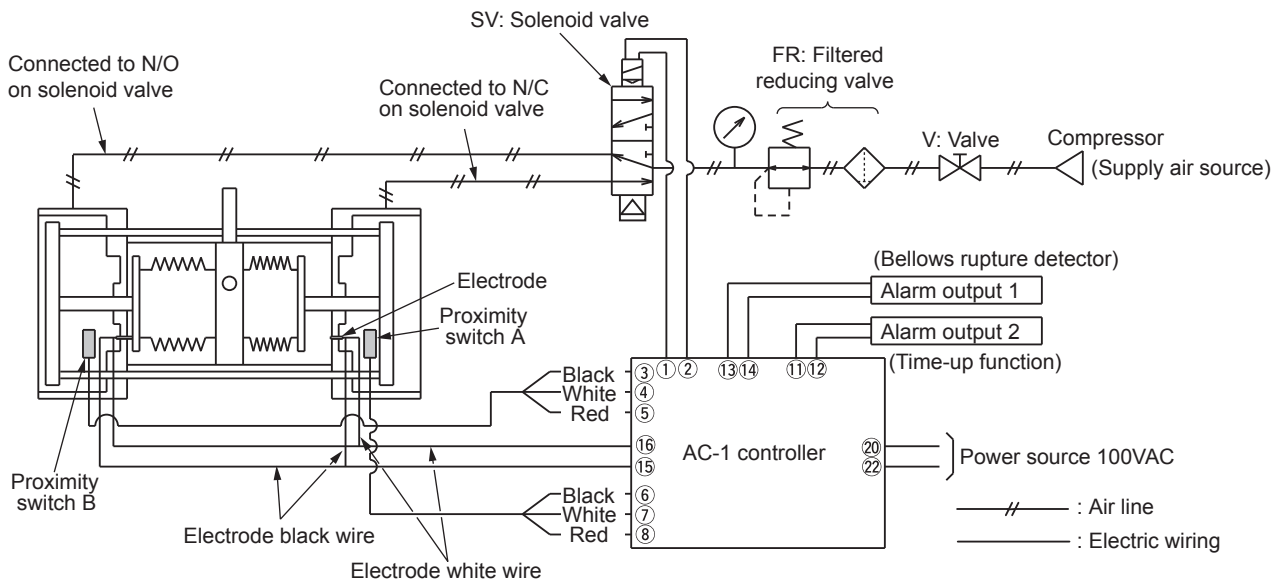 SV: Solenoid valve
FR: Filtered
reducing valve
Connected to N/O
on solenoid valve
Connected to N/C
on solenoid valve
V: Valve
Compressor
(Supply air source)
Electrode
Proximity
switch A
(Bellows rupture detector)
Alarm output 1
Alarm output 2
(Time-up function)
① ② ⑬ ⑭ ⑪ ⑫
Black ③
White ④
Red ⑤
⑯
⑮
AC-1 controller
⑳
㉒
Power source 100VAC
Black ⑥
White ⑦
Red ⑧
Proximity
switch B
Electrode black wire
Electrode white wire
: Air line
: Electric wiring